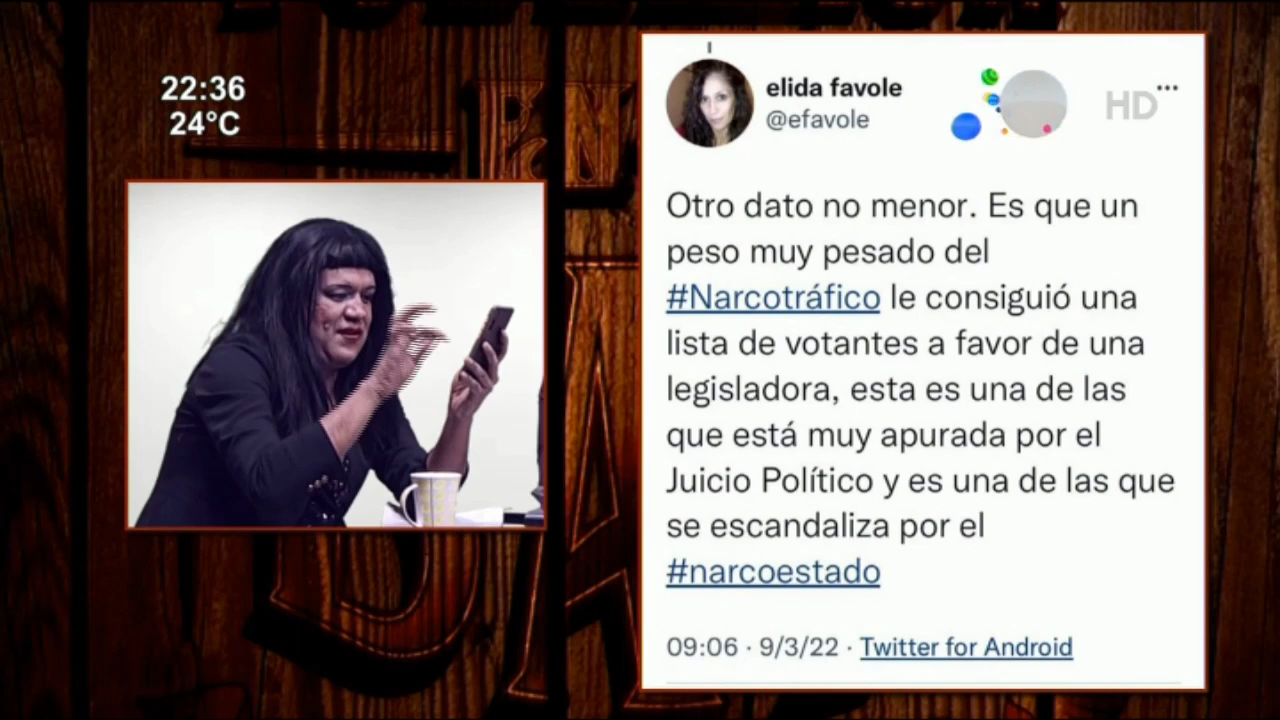 22:36
24°C
elida favole
@efavole
HD
Otro dato no menor. Es que un
peso muy pesado del
#Narcotráfico le consiguió una
lista de votantes a favor de una
legisladora, esta es una de las
que está muy apurada por el
Juicio Político y es una de las que
se escandaliza por el
#narcoestado
09:06 · 9/3/22 · Twitter for Android